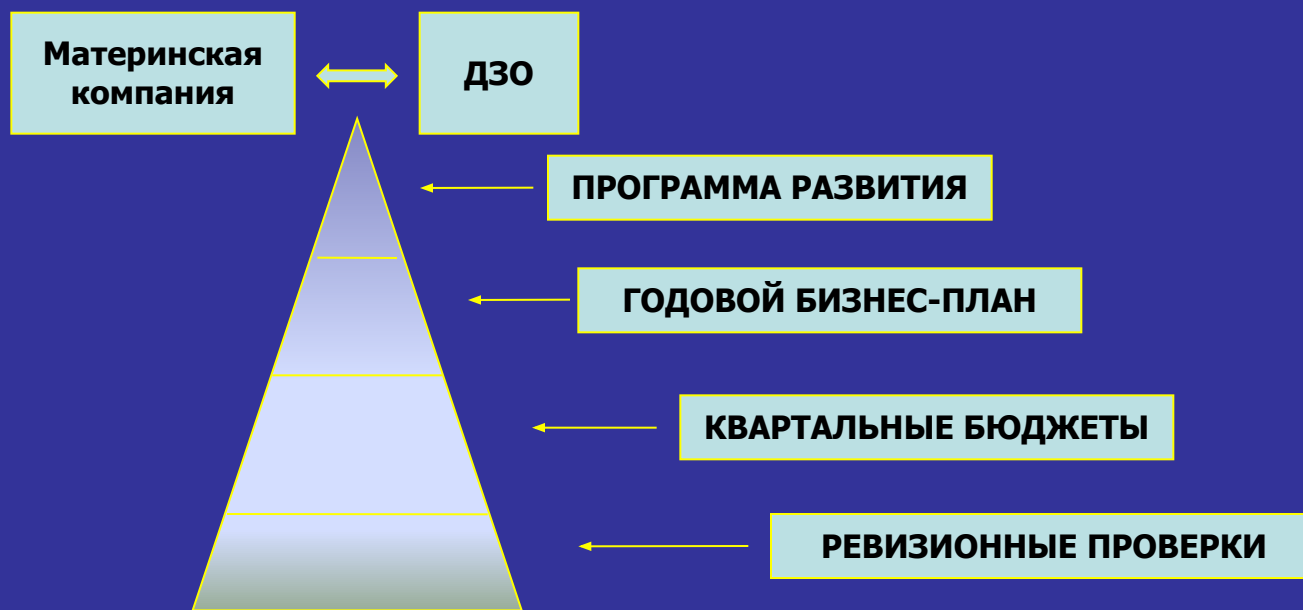 Материнская
компания
ДЗО
ПРОГРАММА РАЗВИТИЯ
ГОДОВОЙ БИЗНЕС-ПЛАН
КВАРТАЛЬНЫЕ БЮДЖЕТЫ
РЕВИЗИОННЫЕ ПРОВЕРКИ